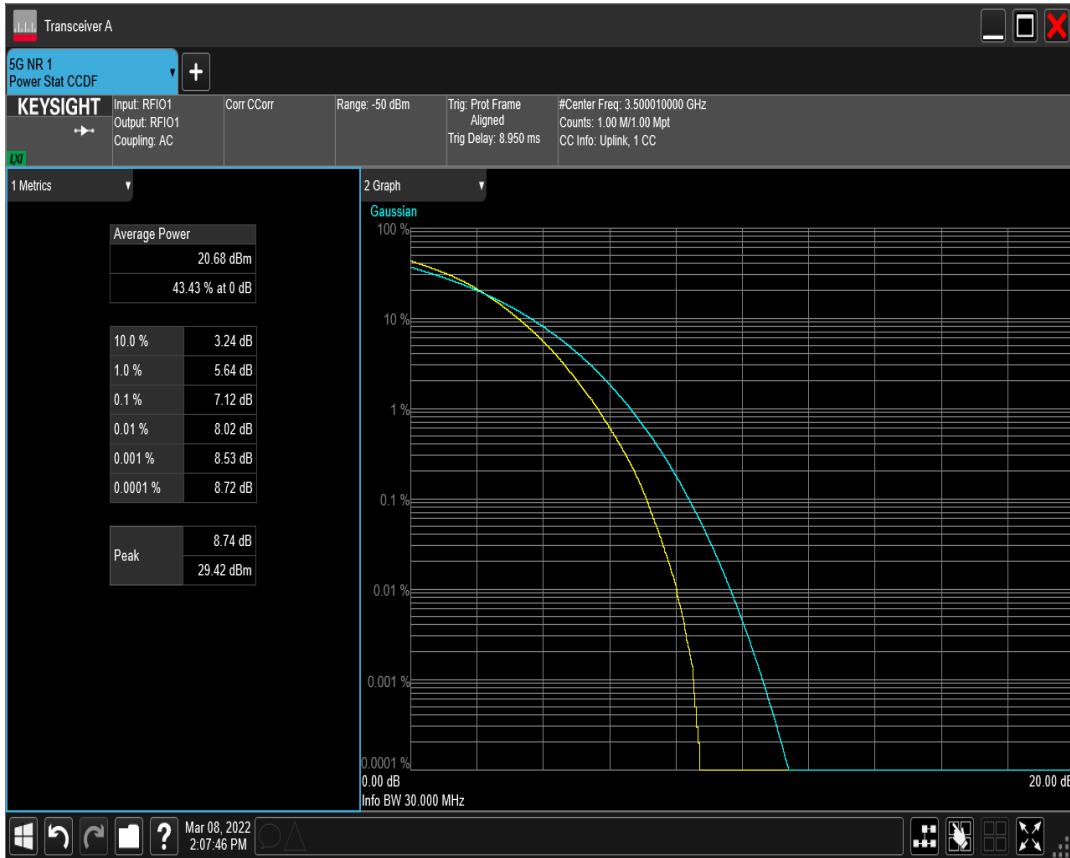 Transceiver A
5G NR 1
Power Stat CCDF
+
KEYSIGHT
LXI
Input: RFIO1
Output: RFIO1
Coupling: AC
Corr CCorr
Range: -50 dBm
Trig: Prot Frame
Aligned
Trig Delay: 8.950 ms
#Center Freq: 3.500010000 GHz
Counts: 1.00 M/1.00 Mpt
CC Info: Uplink, 1 CC
1 Metrics
Average Power
20.68 dBm
43.43 % at 0 dB
10.0 % 3.24 dB
1.0 % 5.64 dB
0.1 % 7.12 dB
0.01 % 8.02 dB
0.001 % 8.53 dB
0.0001 % 8.72 dB
Peak
8.74 dB
29.42 dBm
2 Graph
Gaussian
100 %
10 %
1 %
0.1 %
0.01 %
0.001 %
0.0001 %
0.00 dB
20.00 dB
Info BW 30.000 MHz
?
Mar 08, 2022
2:07:46 PM